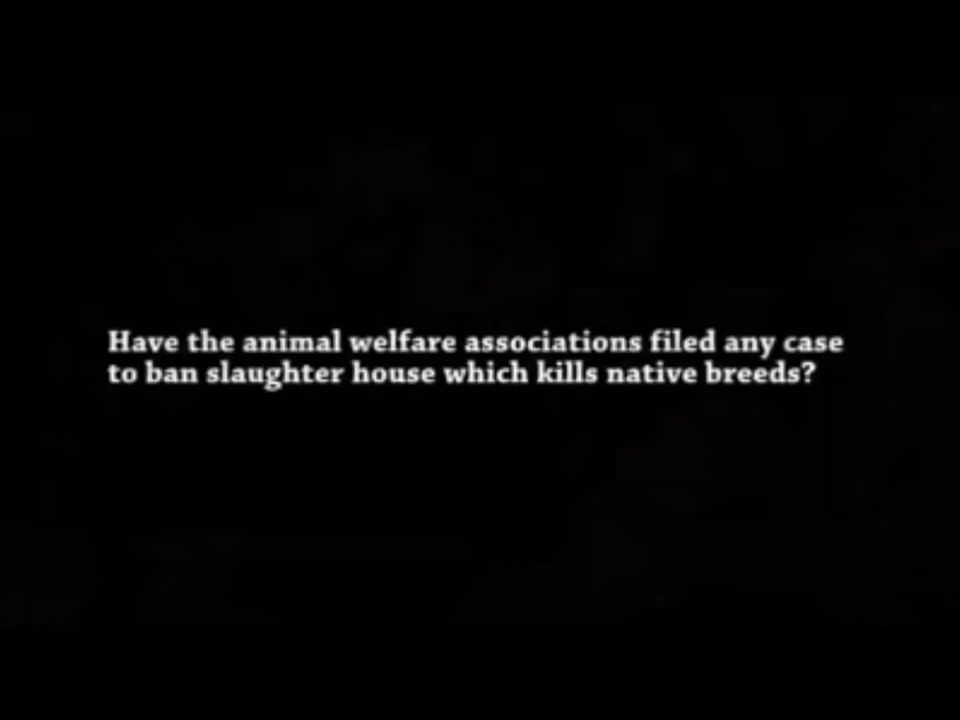 Have the animal welfare associations filed any case
to ban slaughter house which kills native breeds?